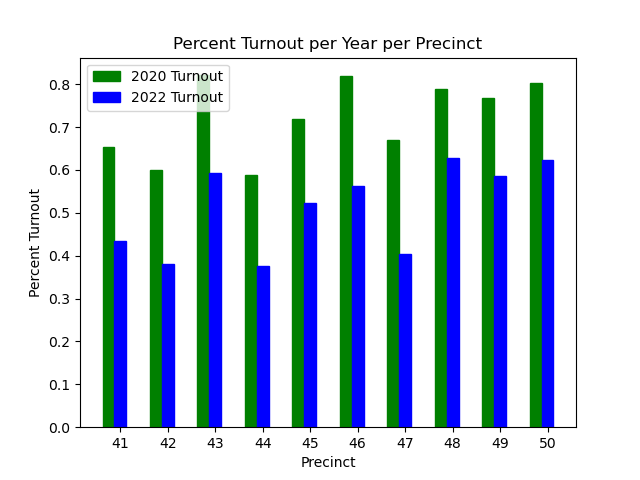 Percent Turnout per Year per Precinct
2020 Turnout
2022 Turnout
Percent Turnout
0.8
0.7
0.6
0.5
0.4
0.3
0.2
0.1
0.0
41 42 43 44 45 46 47 48 49 50
Precinct